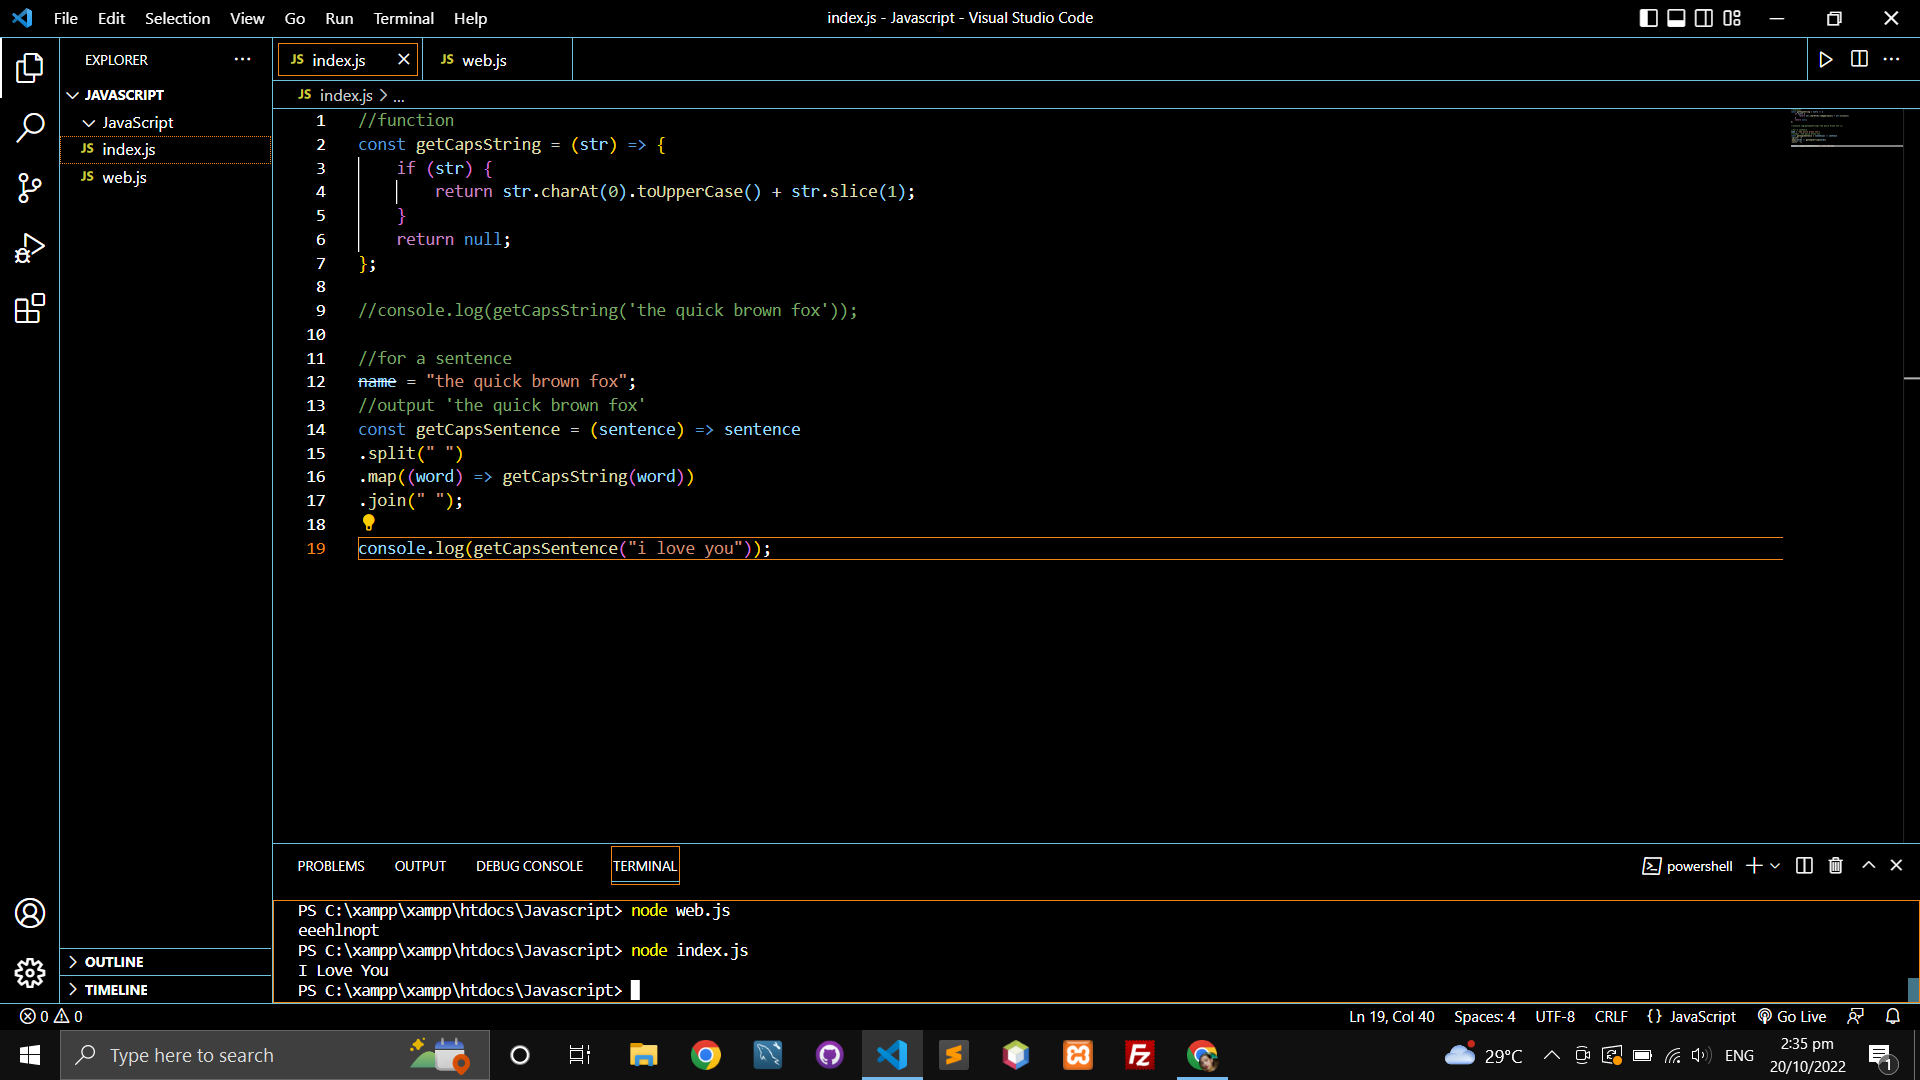 File Edit Selection View Go Run Terminal Help
index.js - Javascript - Visual Studio Code
EXPLORER ...
JAVASCRIPT
JavaScript
JS index.js
JS web.js
JS index.js
JS web.js
JS index.js > ...
1 //function
2 const getCapsString = (str) => {
3 if (str) {
4 return str.charAt(0).toUpperCase() + str.slice(1);
5 }
6 return null;
7 };
8
9 //console.log(getCapsString('the quick brown fox'));
10
11 //for a sentence
12 name = "the quick brown fox";
13 //output 'the quick brown fox'
14 const getCapsSentence = (sentence) => sentence
15 .split(" ")
16 .map((word) => getCapsString(word))
17 .join(" ");
18
19 console.log(getCapsSentence("i love you"));
PROBLEMS OUTPUT DEBUG CONSOLE TERMINAL
powershell
PS C:\xampp\xampp\htdocs\Javascript> node web.js
eeehlnopt
PS C:\xampp\xampp\htdocs\Javascript> node index.js
I Love You
PS C:\xampp\xampp\htdocs\Javascript>
OUTLINE
TIMELINE
0 0
Ln 19, Col 40 Spaces: 4 UTF-8 CRLF {} JavaScript Go Live
Type here to search
29°C ENG
2:35 pm
20/10/2022
1